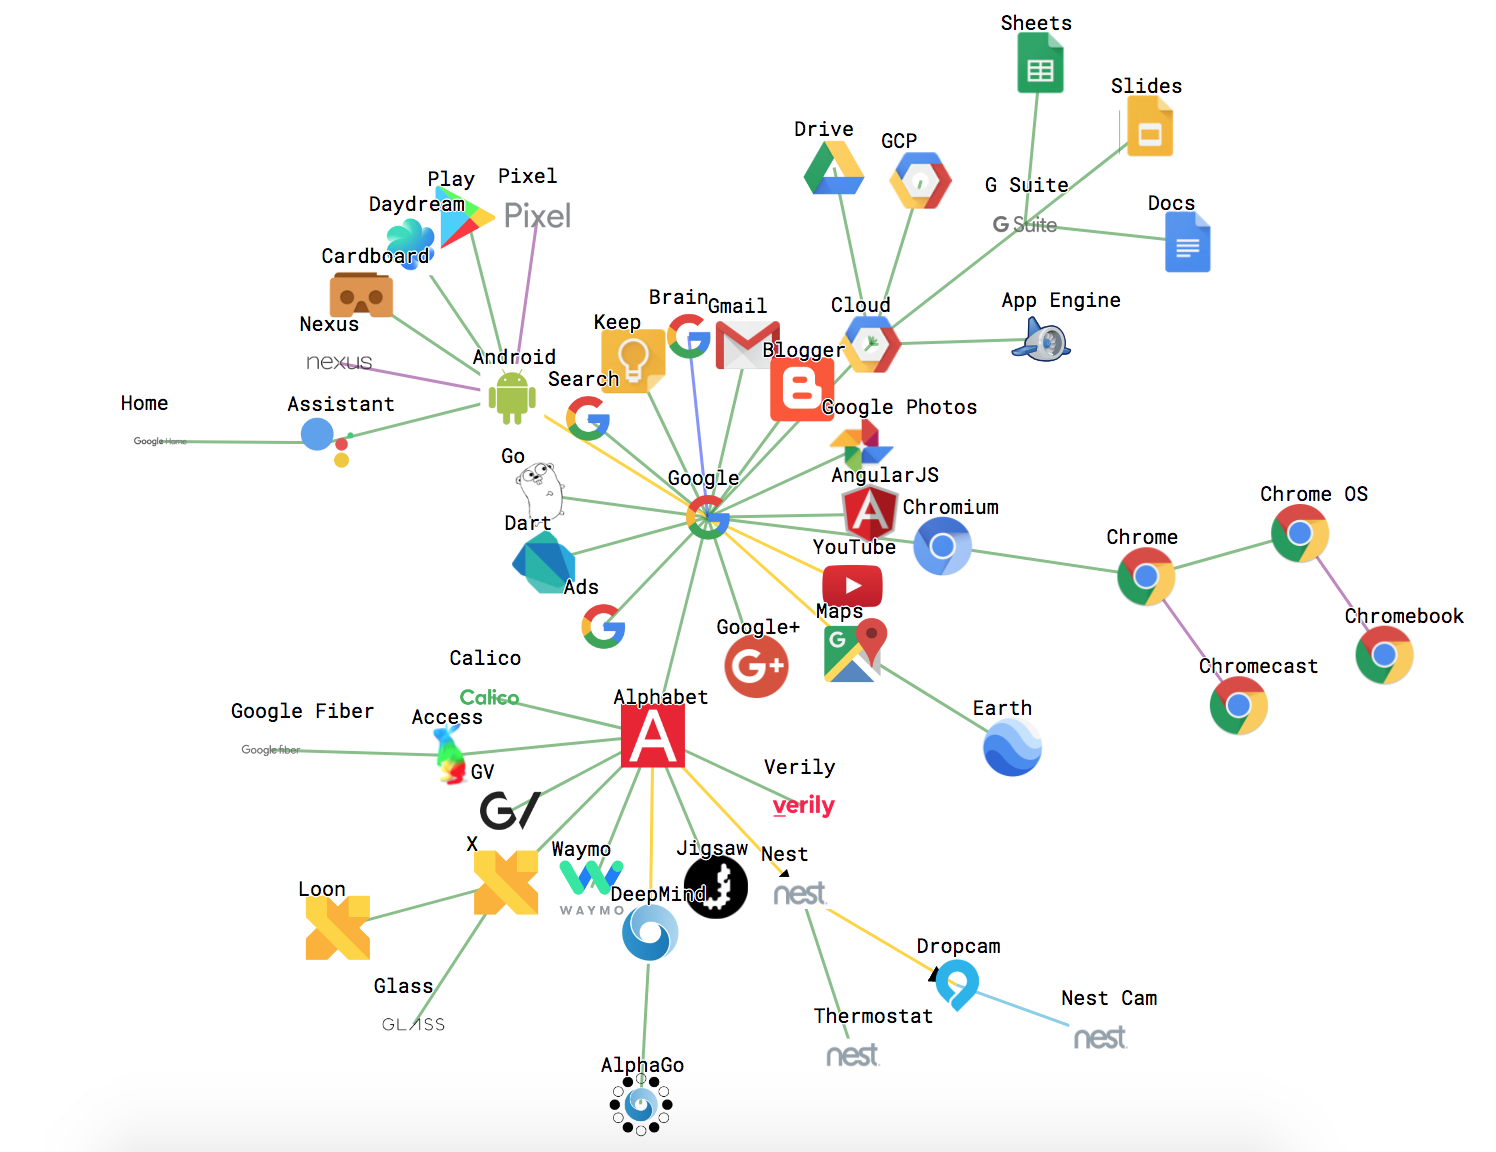 Sheets
Slides
Drive
GCP
Play
Pixel
Pixel
Daydream
G Suite
G Suite
Docs
Cardboard
Brain
Gmail
Cloud
App Engine
Nexus
nexus
Keep
Android
Blogger
Search
Home
Google Home
Assistant
Google Photos
Go
Google
AngularJS
A
Chromium
Chrome OS
Dart
YouTube
Chrome
Ads
Maps
G
Google+
G+
Chromebook
Calico
Calico
Chromecast
Alphabet
A
Google Fiber
Google fiber
Access
Earth
GV
GV
Verily
verily
X
Waymo
WAYMO
Jigsaw
Nest
nest
Loon
DeepMind
Dropcam
Glass
GLASS
Thermostat
nest
Nest Cam
nest
AlphaGo